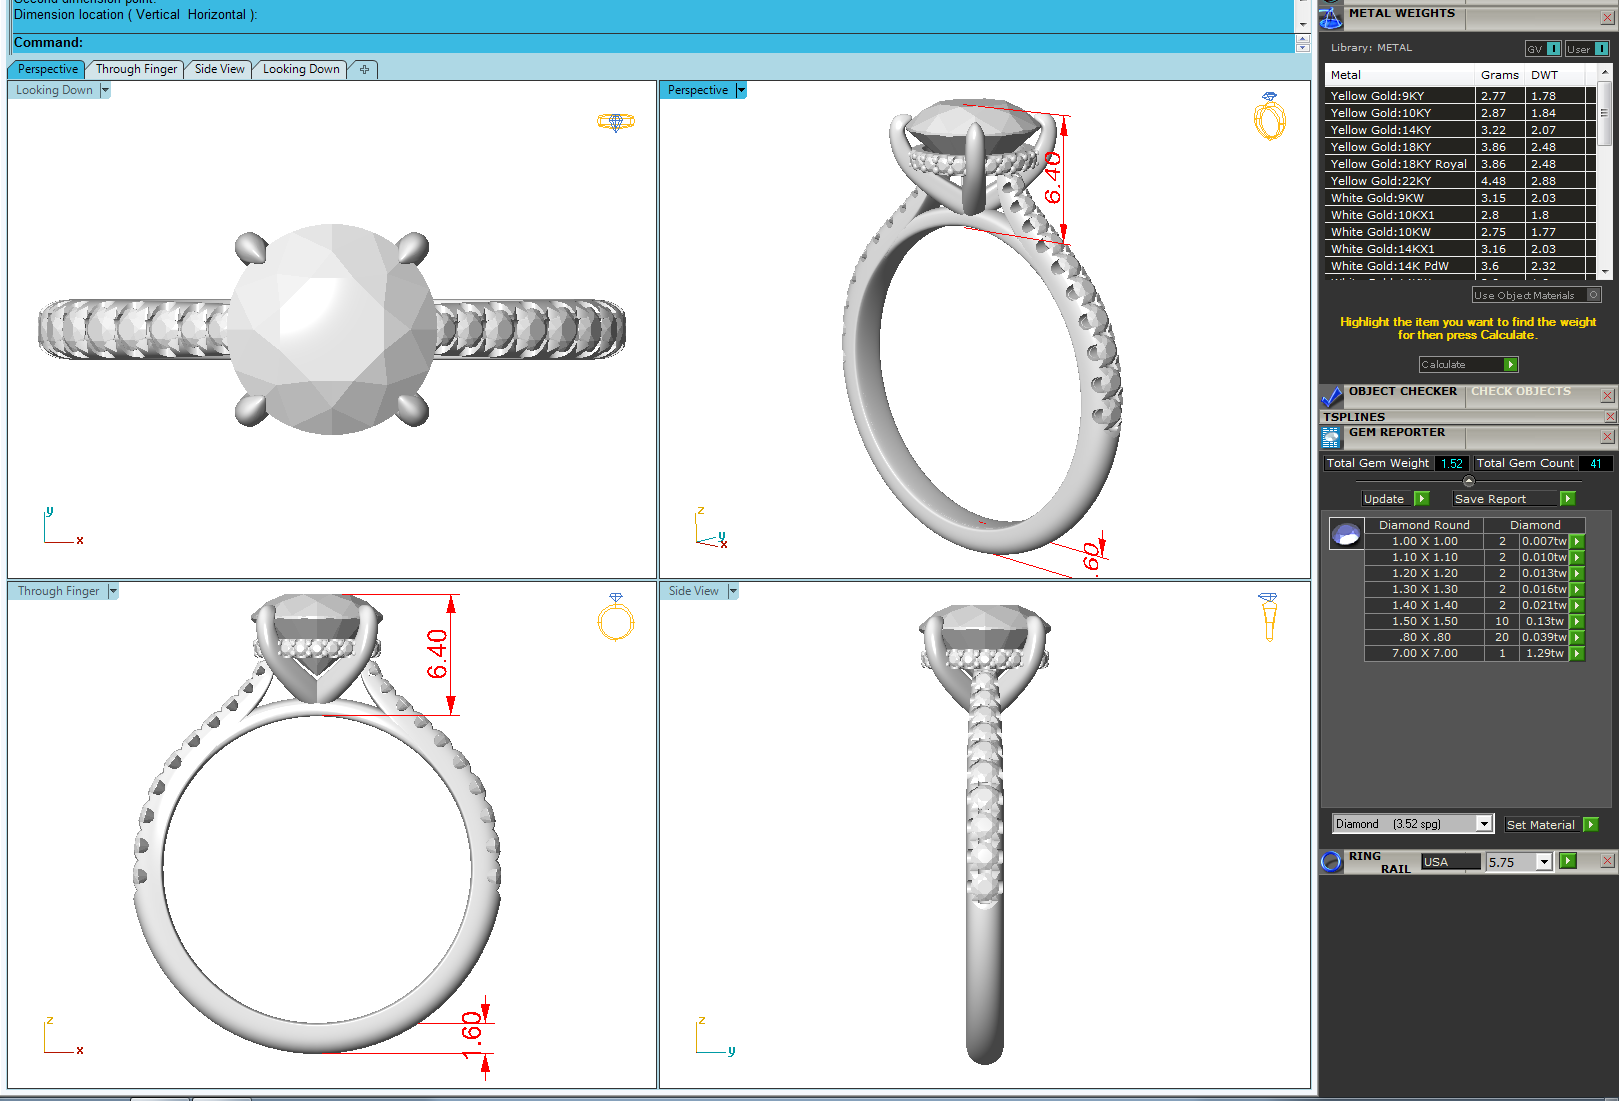 Second dimension point:
Dimension location ( Vertical  Horizontal ):
Command:
Perspective Through Finger Side View Looking Down
Looking Down
y
x
Perspective
6.40
.60
z
y
x
Through Finger
6.40
1.60
z
x
Side View
z
y
METAL WEIGHTS
Library: METAL GV User
Metal Grams DWT
Yellow Gold:9KY 2.77 1.78
Yellow Gold:10KY 2.87 1.84
Yellow Gold:14KY 3.22 2.07
Yellow Gold:18KY 3.86 2.48
Yellow Gold:18KY Royal 3.86 2.48
Yellow Gold:22KY 4.48 2.88
White Gold:9KW 3.15 2.03
White Gold:10KX1 2.8 1.8
White Gold:10KW 2.75 1.77
White Gold:14KX1 3.16 2.03
White Gold:14K PdW 3.6 2.32
Use Object Materials
Highlight the item you want to find the weight
for then press Calculate.
Calculate
OBJECT CHECKER CHECK OBJECTS
TSPLINES
GEM REPORTER
Total Gem Weight 1.52 Total Gem Count 41
Update Save Report
Diamond Round Diamond
1.00 X 1.00 2 0.007tw
1.10 X 1.10 2 0.010tw
1.20 X 1.20 2 0.013tw
1.30 X 1.30 2 0.016tw
1.40 X 1.40 2 0.021tw
1.50 X 1.50 10 0.13tw
.80 X .80 20 0.039tw
7.00 X 7.00 1 1.29tw
Diamond (3.52 spg) Set Material
RING
RAIL USA 5.75